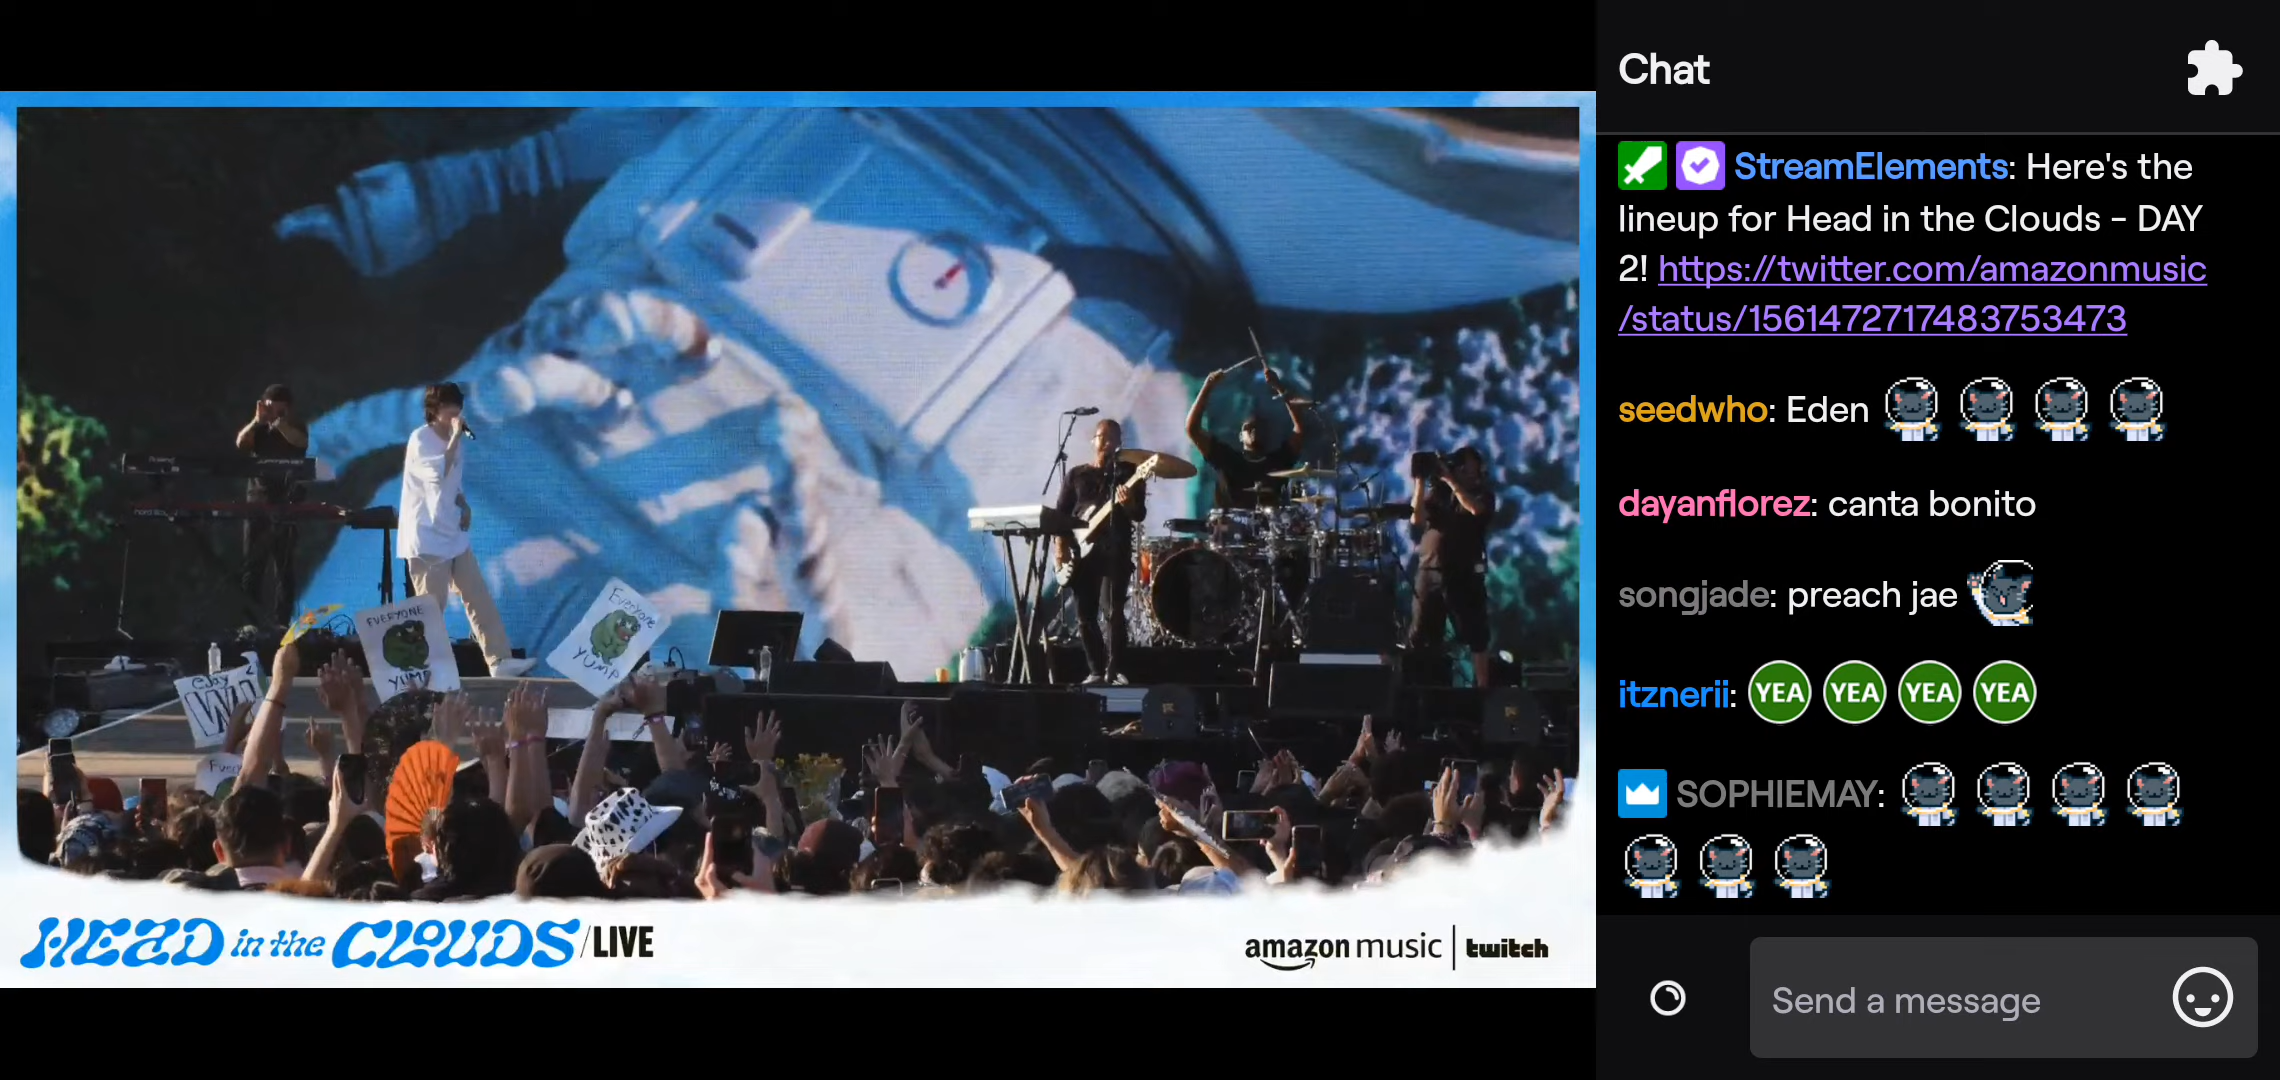 Chat
StreamElements: Here's the
lineup for Head in the Clouds - DAY
2! https://twitter.com/amazonmusic
/status/1561472717483753473
seedwho: Eden
dayanflorez: canta bonito
songjade: preach jae
itznerii: YEA YEA YEA YEA
SOPHIEMAY:
Send a message
EVERYONE
YUMP
Everyone
YUMP
CJay
WU
HEAD in the CLOUDS/LIVE
amazon music | twitch